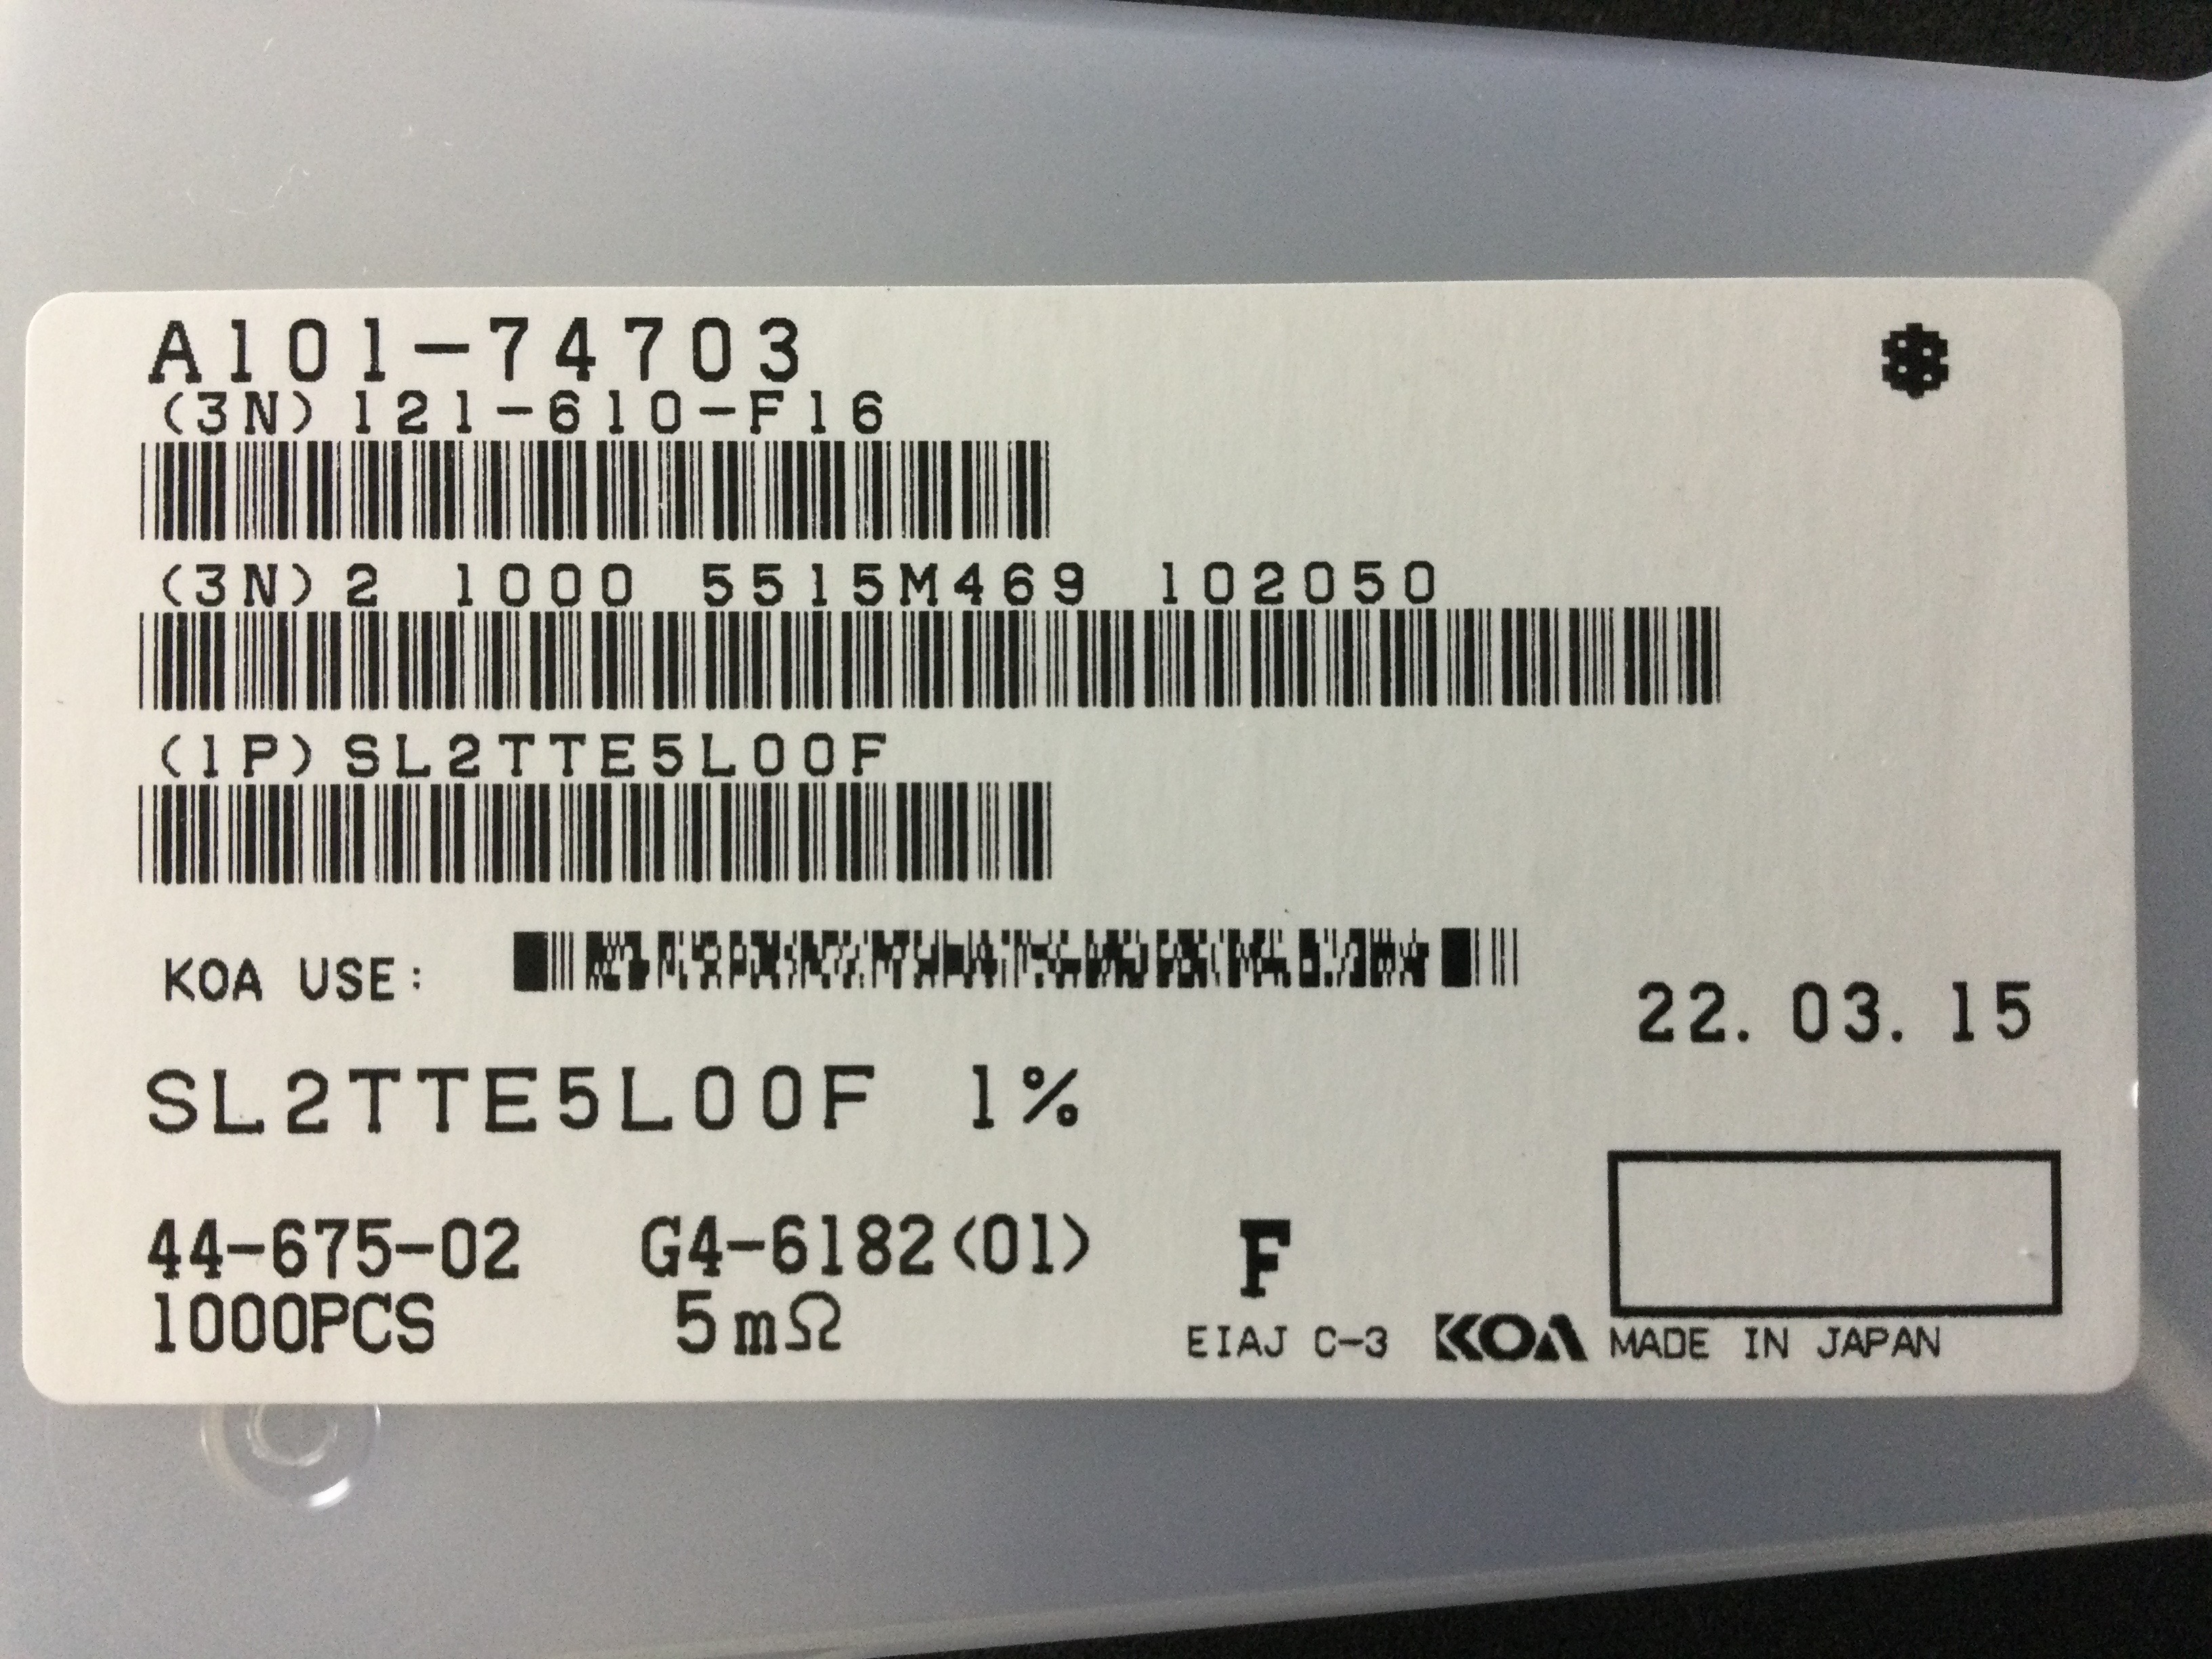 A101-74703
(3N)121-610-F16
(3N)2 1000 5515M469 102050
(1P)SL2TTE5L00F
KOA USE:
22.03.15
SL2TTE5L00F 1%
44-675-02 G4-6182(01) F
1000PCS 5mΩ
EIAJ C-3 KOA MADE IN JAPAN